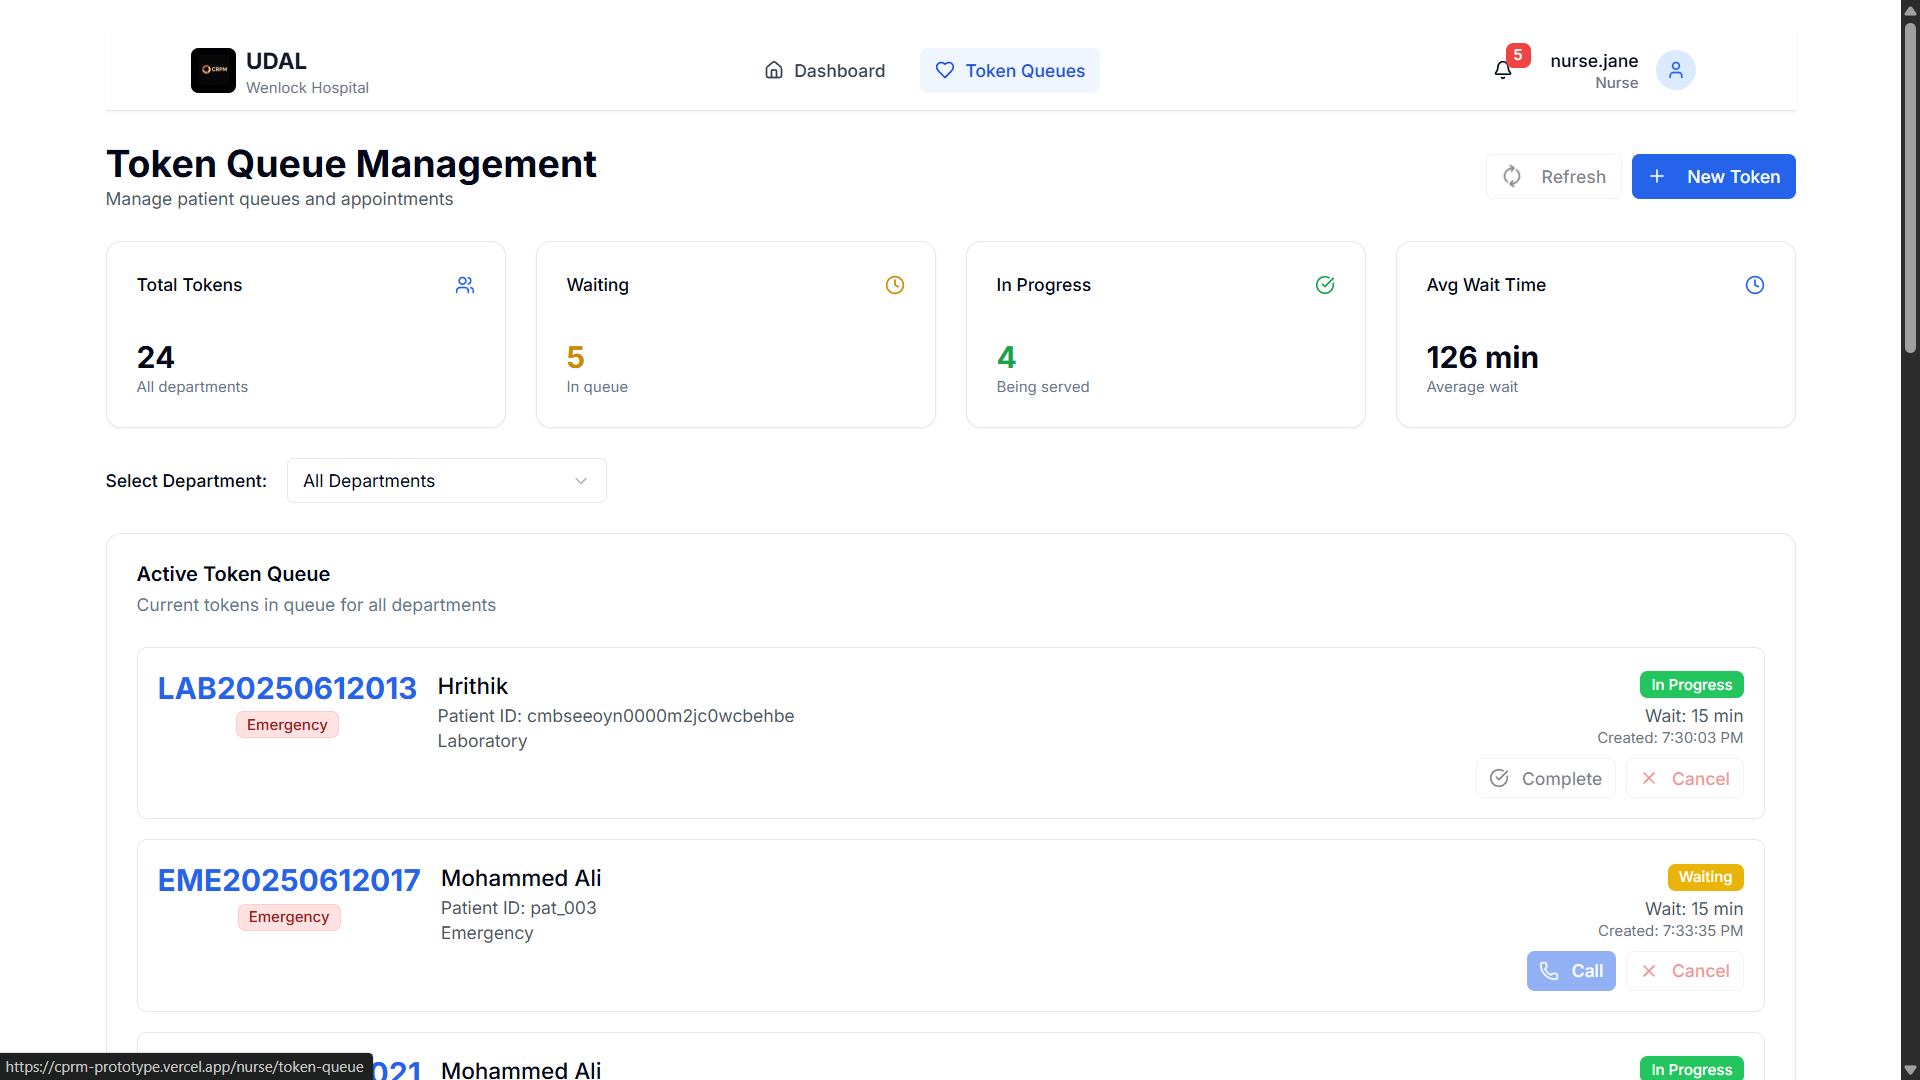 CRPM
UDAL
Wenlock Hospital
Dashboard
Token Queues
5
nurse.jane
Nurse
Token Queue Management
Manage patient queues and appointments
Refresh
+ New Token
Total Tokens
24
All departments
Waiting
5
In queue
In Progress
4
Being served
Avg Wait Time
126 min
Average wait
Select Department:
All Departments
Active Token Queue
Current tokens in queue for all departments
LAB20250612013
Emergency
Hrithik
Patient ID: cmbseeoyn0000m2jc0wcbehbe
Laboratory
In Progress
Wait: 15 min
Created: 7:30:03 PM
Complete
Cancel
EME20250612017
Emergency
Mohammed Ali
Patient ID: pat_003
Emergency
Waiting
Wait: 15 min
Created: 7:33:35 PM
Call
Cancel
021
Mohammed Ali
In Progress
https://cprm-prototype.vercel.app/nurse/token-queue